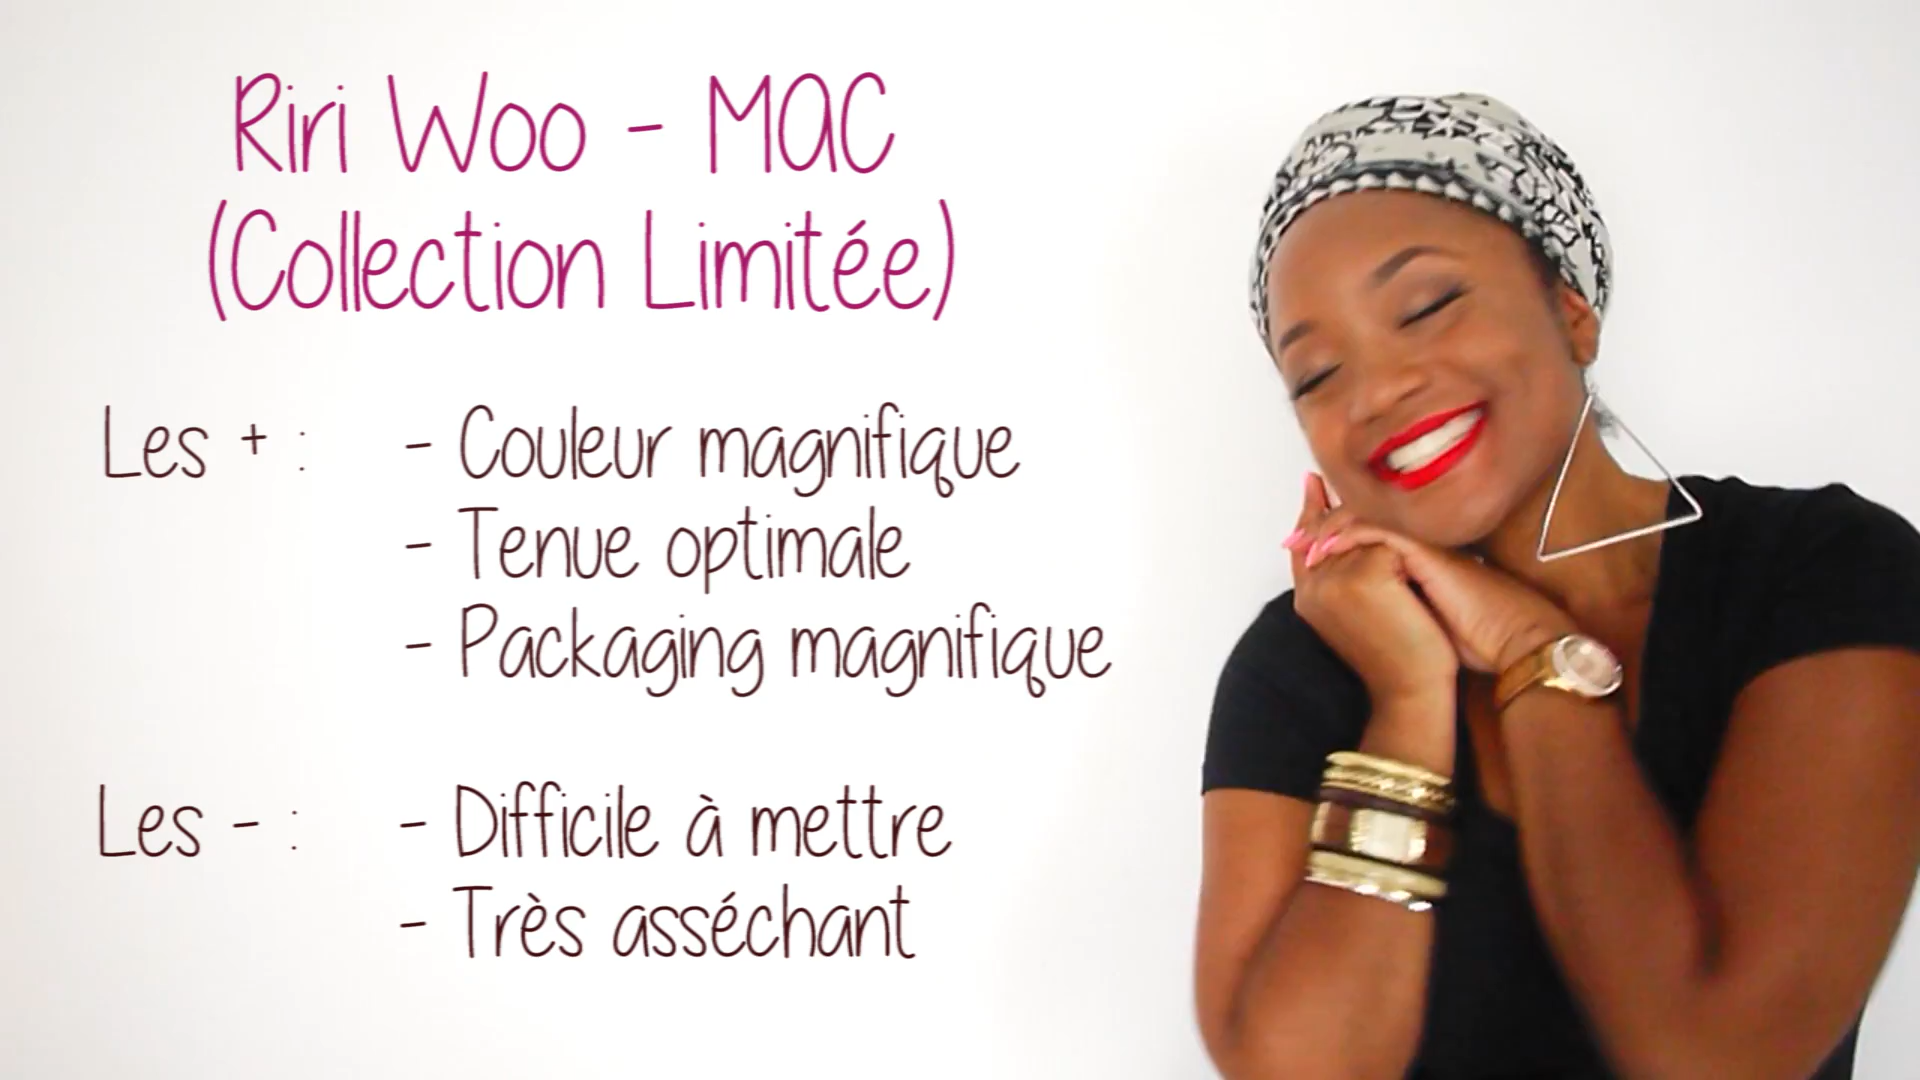 Riri Woo - MAC
(Collection Limitée)
Les + : - Couleur magnifique
- Tenue optimale
- Packaging magnifique
Les - : - Difficile à mettre
- Très asséchant